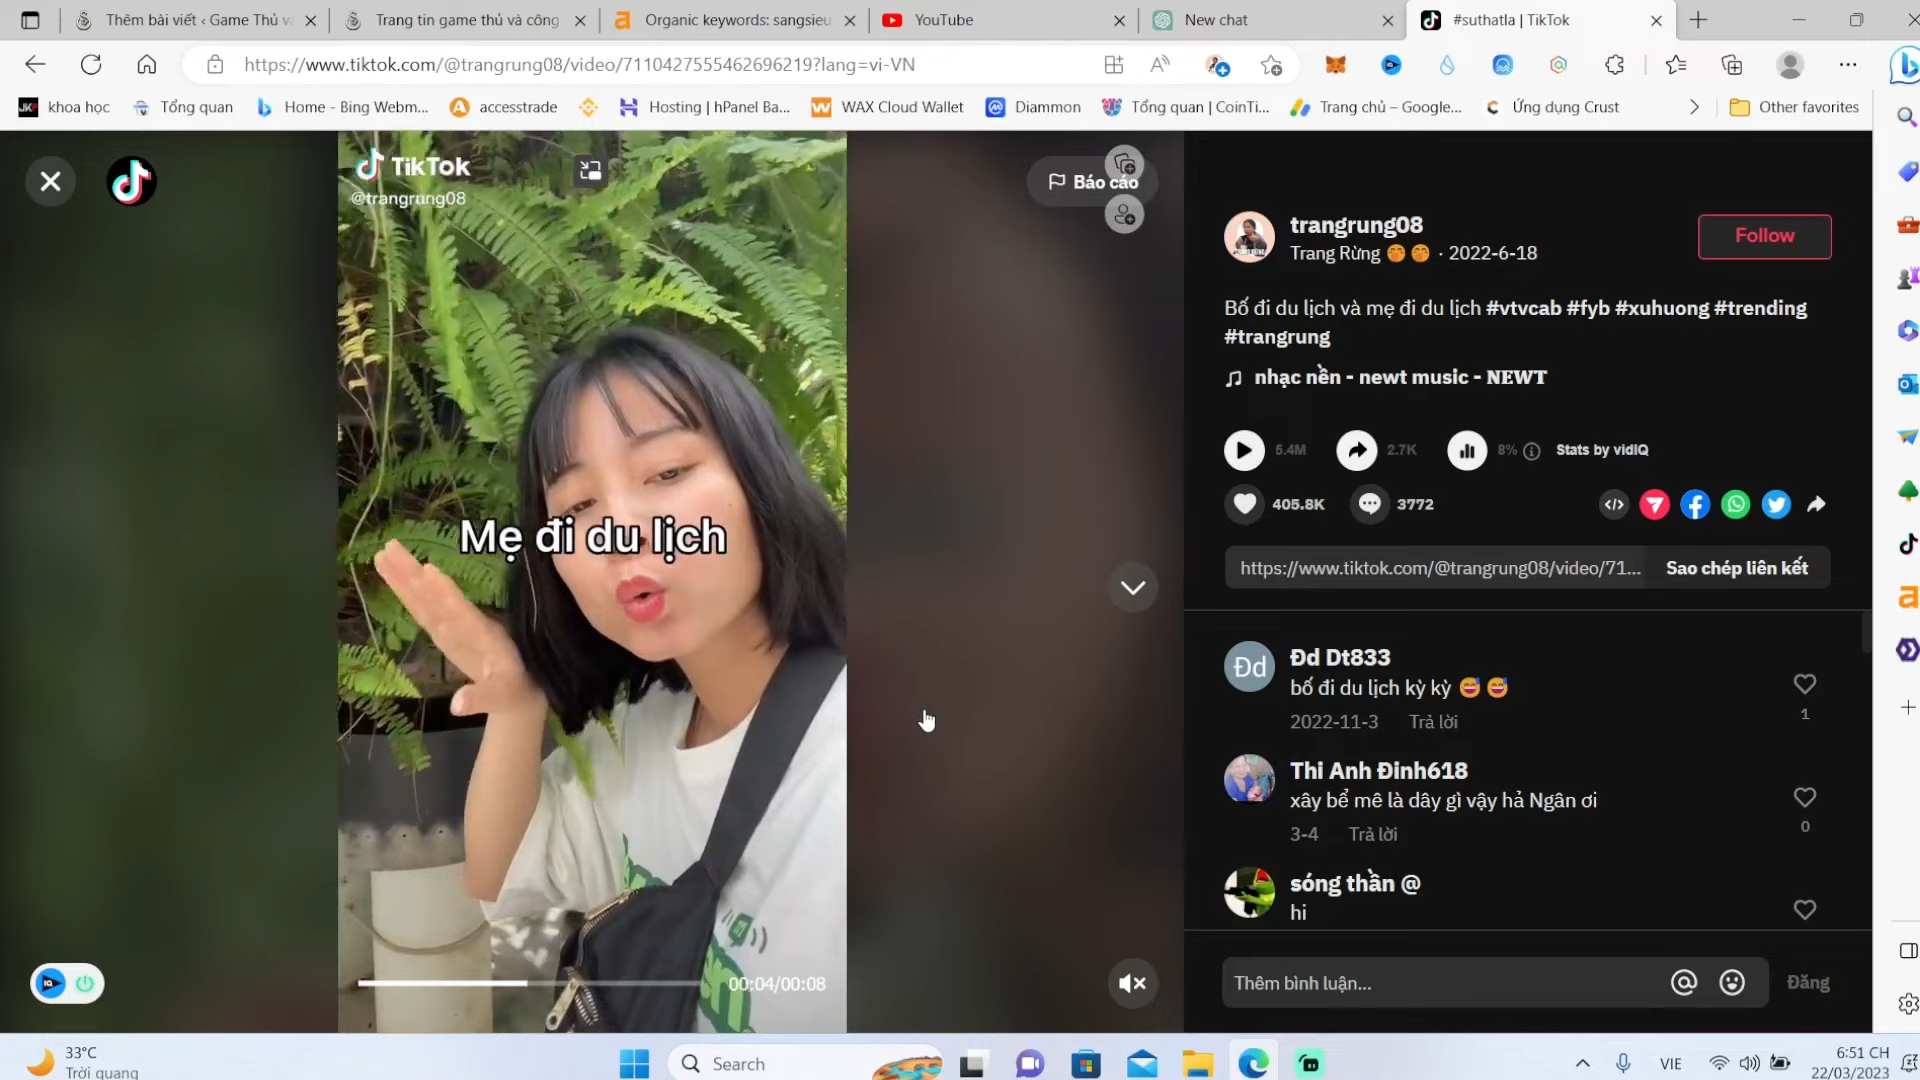 Thêm bài viết ‹ Game Thủ v
Trang tin game thủ và công
Organic keywords: sangsieu
YouTube
New chat
#suthatla | TikTok
https://www.tiktok.com/@trangrung08/video/7110427555462696219?lang=vi-VN
khoa học
Tổng quan
Home - Bing Webm...
accesstrade
Hosting | hPanel Ba...
WAX Cloud Wallet
Diammon
Tổng quan | CoinTi...
Trang chủ – Google...
Ứng dụng Crust
Other favorites
TikTok
@trangrung08
Báo cáo
Mẹ đi du lịch
00:04/00:08
trangrung08
Trang Rừng 🤭🤭 · 2022-6-18
Follow
Bố đi du lịch và mẹ đi du lịch #vtvcab #fyb #xuhuong #trending
#trangrung
nhạc nền - newt music - NEWT
5.4M
2.7K
8%
Stats by vidIQ
405.8K
3772
https://www.tiktok.com/@trangrung08/video/71...
Sao chép liên kết
Đd
Đd Dt833
bố đi du lịch kỳ kỳ 😅😅
2022-11-3 Trả lời
1
Thi Anh Đinh618
xây bể mê là dây gì vậy hả Ngân ơi
3-4 Trả lời
0
sóng thần @
hi
Thêm bình luận...
Đăng
33°C
Trời quang
Search
VIE
6:51 CH
22/03/2023